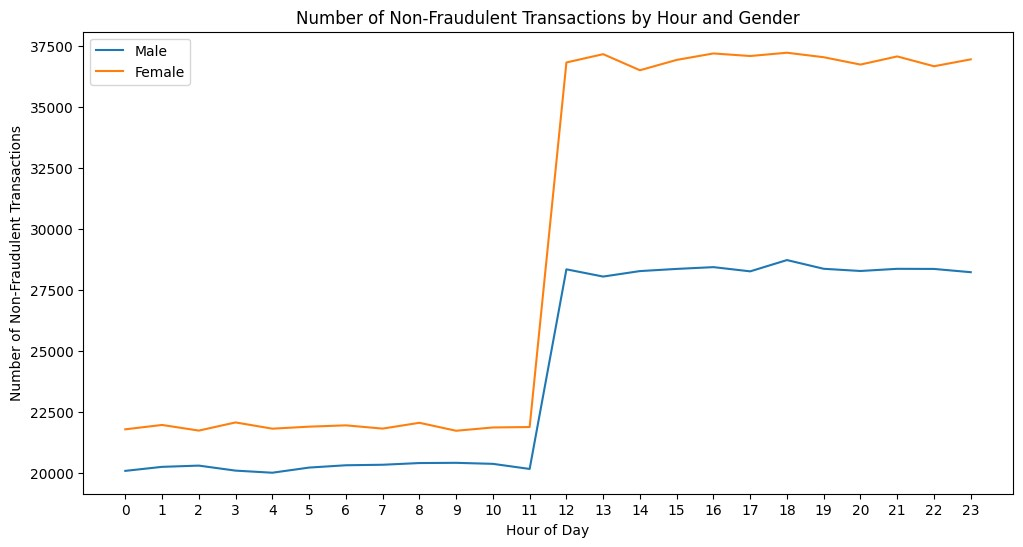 Number of Non-Fraudulent Transactions by Hour and Gender
Male
Female
Number of Non-Fraudulent Transactions
37500
35000
32500
30000
27500
25000
22500
20000
0 1 2 3 4 5 6 7 8 9 10 11 12 13 14 15 16 17 18 19 20 21 22 23
Hour of Day